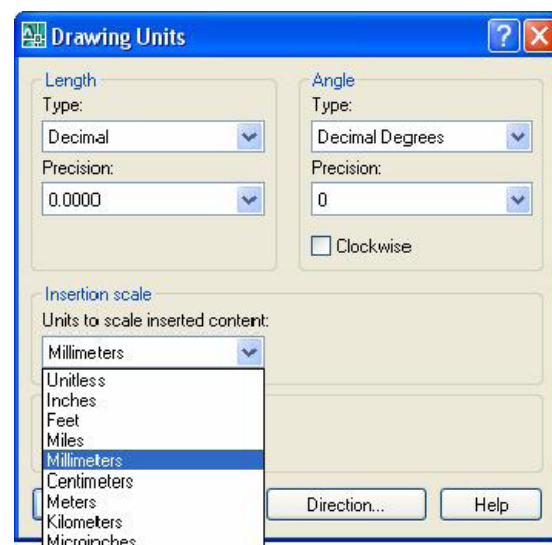 Drawing Units
Length
Type:
Decimal
Precision:
0.0000
Angle
Type:
Decimal Degrees
Precision:
0
Clockwise
Insertion scale
Units to scale inserted content:
Millimeters
Unitless
Inches
Feet
Miles
Millimeters
Centimeters
Meters
Kilometers
Microinches
Direction...
Help